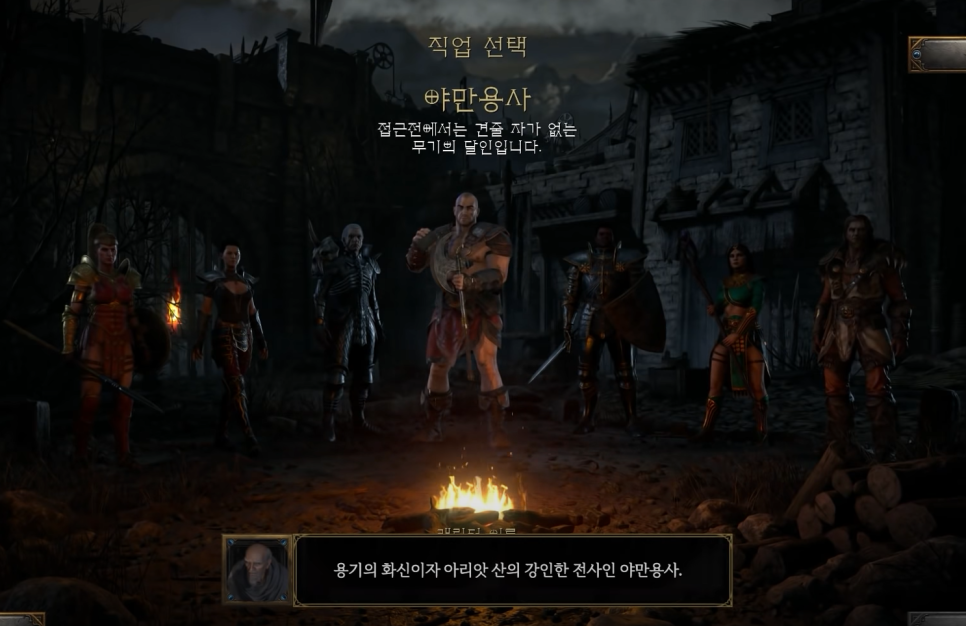 직업 선택
야만용사
접근전에서는 견줄 자가 없는
무기의 달인입니다.
용기의 화신이자 아리앗 산의 강인한 전사인 야만용사.